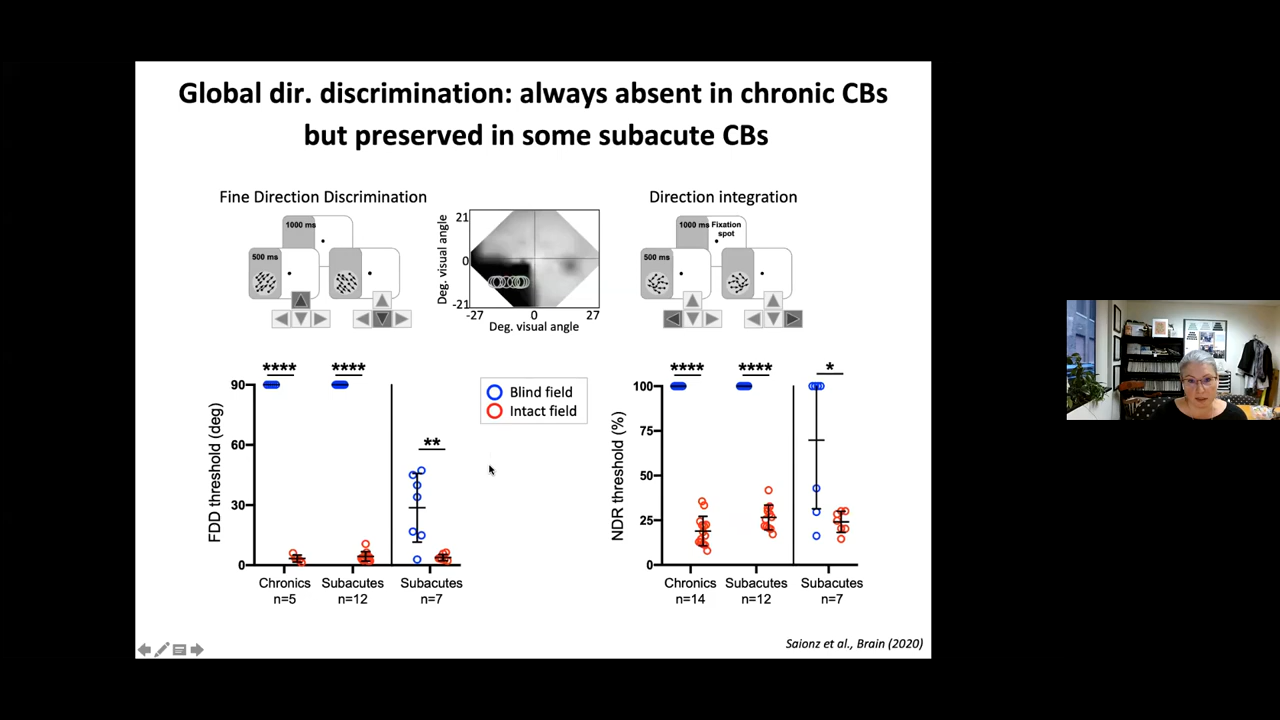 Global dir. discrimination: always absent in chronic CBs
but preserved in some subacute CBs
Fine Direction Discrimination
1000 ms
500 ms
Deg. visual angle
21
0
-21
-27
0
27
Deg. visual angle
Direction integration
1000 ms
Fixation
spot
500 ms
FDD threshold (deg)
90
60
30
0
****
****
**
Chronics
n=5
Subacutes
n=12
Subacutes
n=7
Blind field
Intact field
NDR threshold (%)
100
75
50
25
0
****
****
*
Chronics
n=14
Subacutes
n=12
Subacutes
n=7
Saionz et al., Brain (2020)